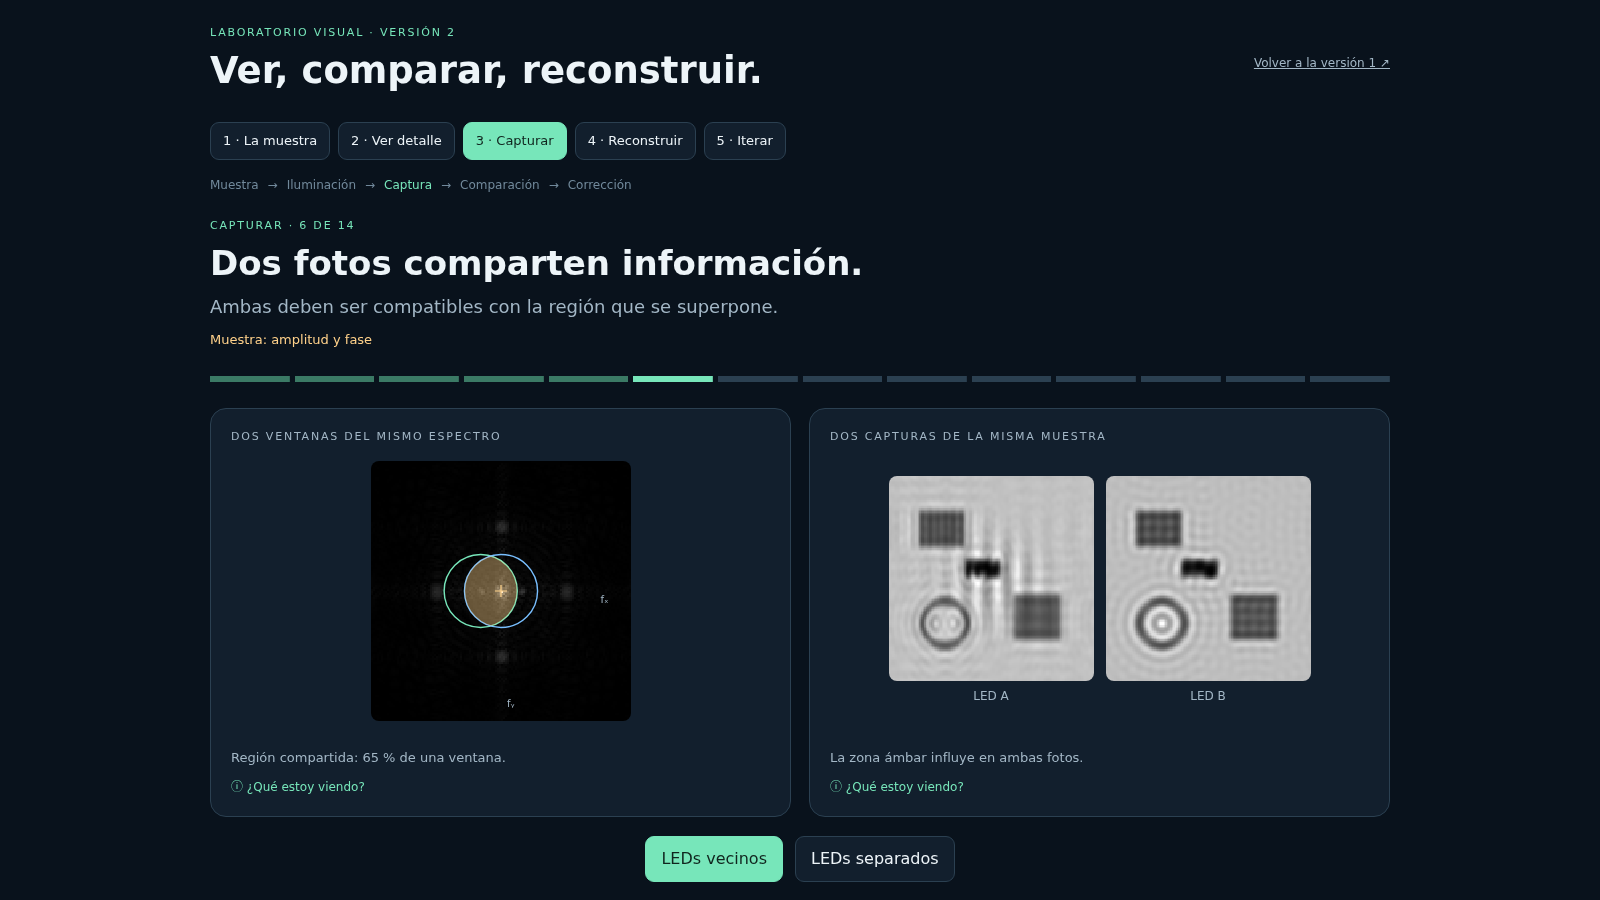 LABORATORIO VISUAL · VERSIÓN 2
Ver, comparar, reconstruir.
Volver a la versión 1 ↗
1 · La muestra
2 · Ver detalle
3 · Capturar
4 · Reconstruir
5 · Iterar
Muestra → Iluminación → Captura → Comparación → Corrección
CAPTURAR · 6 DE 14
Dos fotos comparten información.
Ambas deben ser compatibles con la región que se superpone.
Muestra: amplitud y fase
DOS VENTANAS DEL MISMO ESPECTRO
fₓ
fᵧ
Región compartida: 65 % de una ventana.
ⓘ ¿Qué estoy viendo?
DOS CAPTURAS DE LA MISMA MUESTRA
LED A
LED B
La zona ámbar influye en ambas fotos.
ⓘ ¿Qué estoy viendo?
LEDs vecinos
LEDs separados